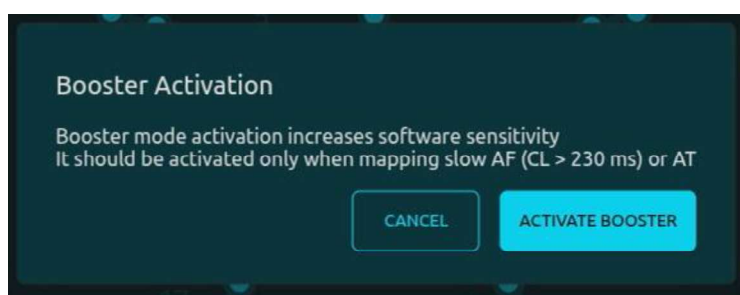 Booster Activation
Booster mode activation increases software sensitivity
It should be activated only when mapping slow AF (CL > 230 ms) or AT
CANCEL
ACTIVATE BOOSTER